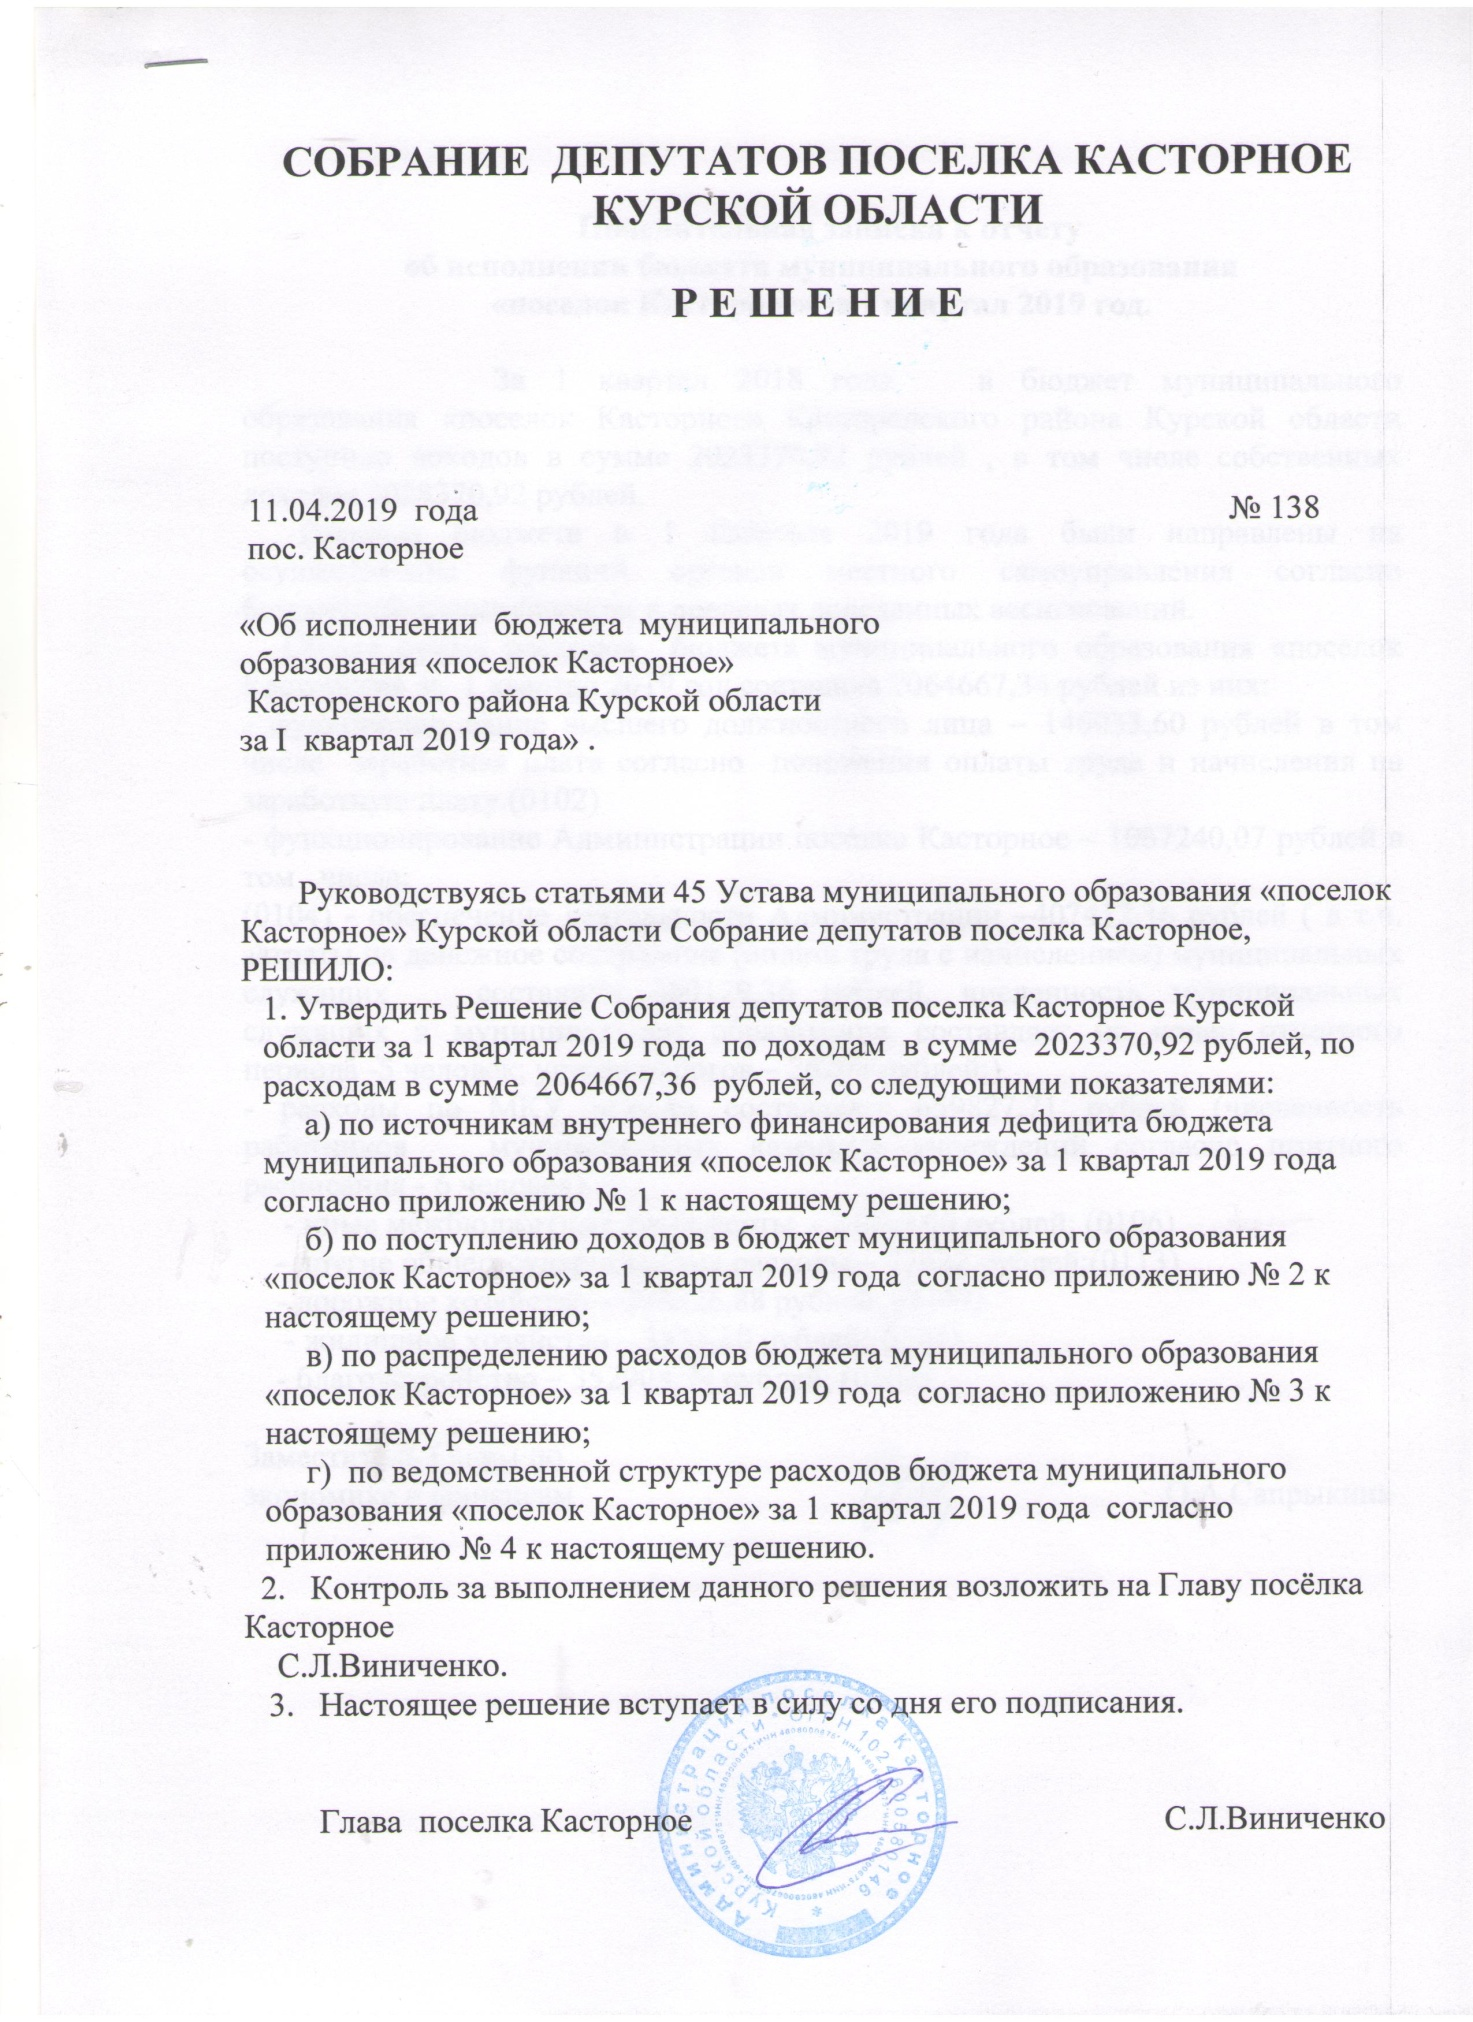 СОБРАНИЕ ДЕПУТАТОВ ПОСЕЛКА КАСТОРНОЕ
КУРСКОЙ ОБЛАСТИ
Р Е Ш Е Н И Е
11.04.2019 года № 138
пос. Касторное
«Об исполнении бюджета муниципального
образования «поселок Касторное»
Касторенского района Курской области
за I квартал 2019 года» .
Руководствуясь статьями 45 Устава муниципального образования «поселок
Касторное» Курской области Собрание депутатов поселка Касторное,
РЕШИЛО:
1. Утвердить Решение Собрания депутатов поселка Касторное Курской
области за 1 квартал 2019 года по доходам в сумме 2023370,92 рублей, по
расходам в сумме 2064667,36 рублей, со следующими показателями:
а) по источникам внутреннего финансирования дефицита бюджета
муниципального образования «поселок Касторное» за 1 квартал 2019 года
согласно приложению № 1 к настоящему решению;
б) по поступлению доходов в бюджет муниципального образования
«поселок Касторное» за 1 квартал 2019 года согласно приложению № 2 к
настоящему решению;
в) по распределению расходов бюджета муниципального образования
«поселок Касторное» за 1 квартал 2019 года согласно приложению № 3 к
настоящему решению;
г) по ведомственной структуре расходов бюджета муниципального
образования «поселок Касторное» за 1 квартал 2019 года согласно
приложению № 4 к настоящему решению.
2. Контроль за выполнением данного решения возложить на Главу посёлка
Касторное
С.Л.Виниченко.
3. Настоящее решение вступает в силу со дня его подписания.
Глава поселка Касторное С.Л.Виниченко
Администрация поселка Касторное
Курской области * ОГРН 1024600580146 *